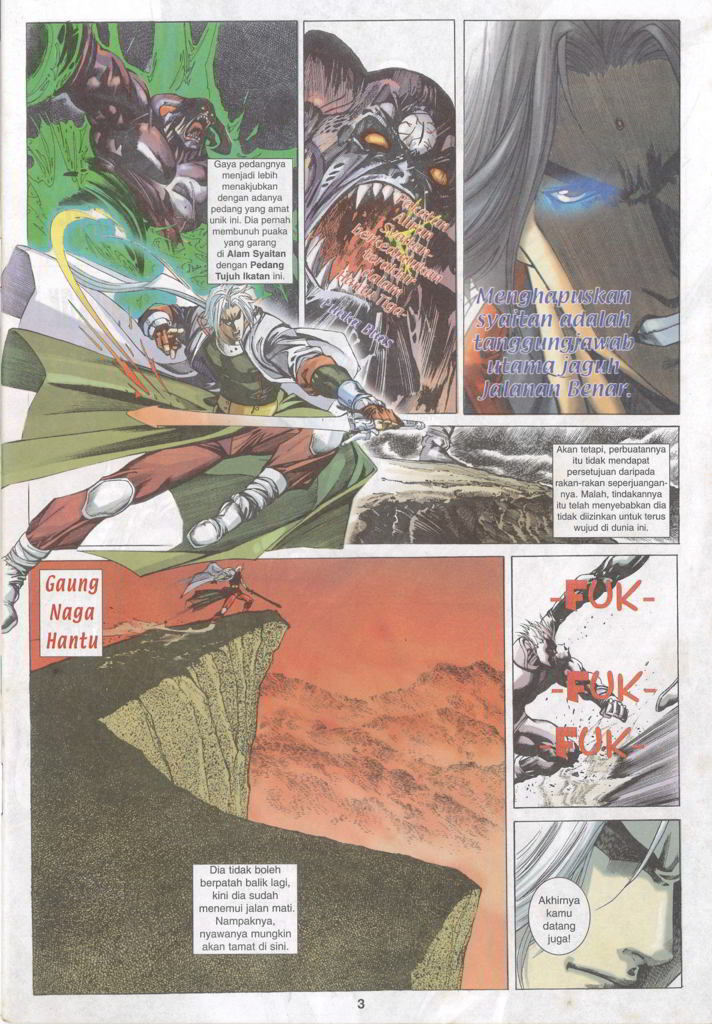 Gaya pedangnya
menjadi lebih
menakjubkan
dengan adanya
pedang yang amat
unik ini. Dia pernah
membunuh puaka
yang garang
di Alam Syaitan
dengan Pedang
Tujuh Ikatan ini.
Tiga.
Puaka Buas
Menghapuskan
syaitan adalah
tanggungjawab
utama jaguh
Jalanan Benar.
Akan tetapi, perbuatannya
itu tidak mendapat
persetujuan daripada
rakan-rakan seperjuangan-
nya. Malah, tindakannya
itu telah menyebabkan dia
tidak diizinkan untuk terus
wujud di dunia ini.
Gaung
Naga
Hantu
-FUK-
-FUK-
-FUK-
Dia tidak boleh
berpatah balik lagi,
kini dia sudah
menemui jalan mati.
Nampaknya,
nyawanya mungkin
akan tamat di sini.
Akhirnya
kamu
datang
juga!
3